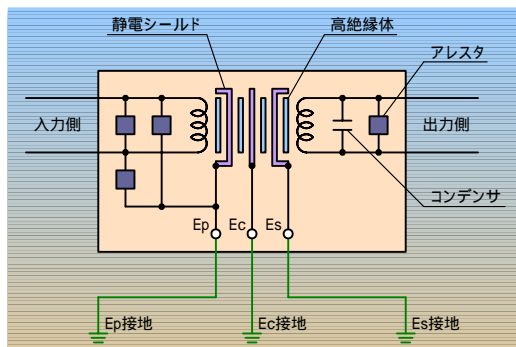 静電シールド
高絶縁体
アレスタ
入力側
出力側
コンデンサ
Ep
Ec
Es
Ep接地
Ec接地
Es接地